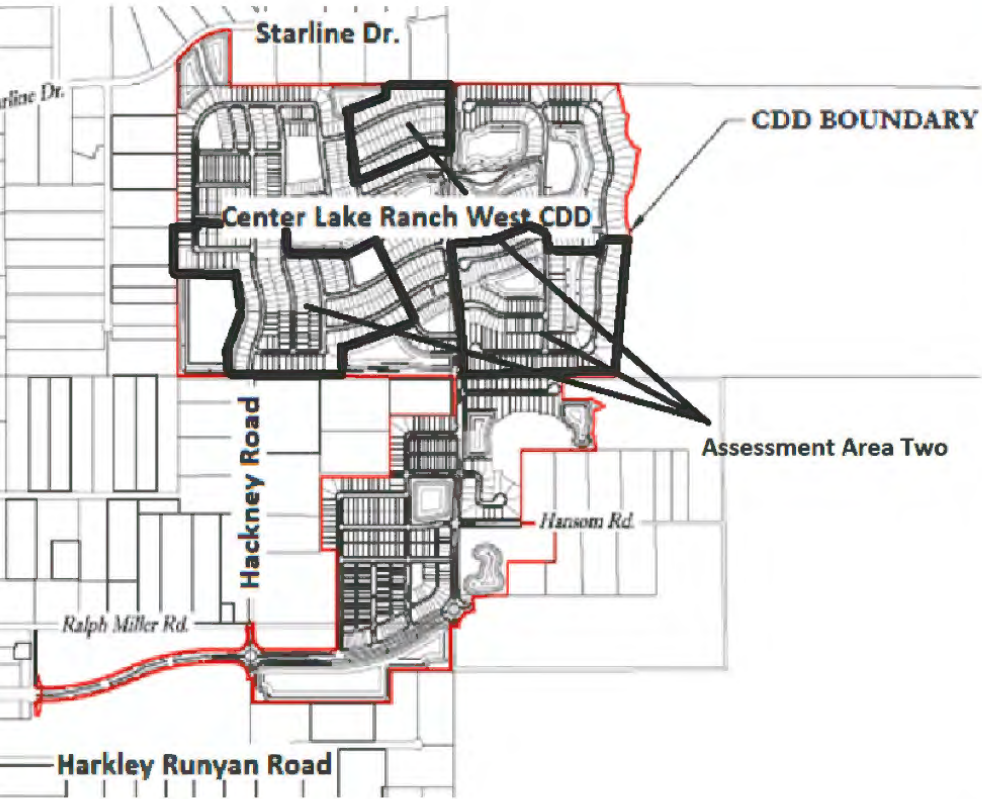 Starline Dr.
rline Dr.
CDD BOUNDARY
Center Lake Ranch West CDD
Assessment Area Two
Hackney Road
Hansom Rd.
Ralph Miller Rd.
Harkley Runyan Road